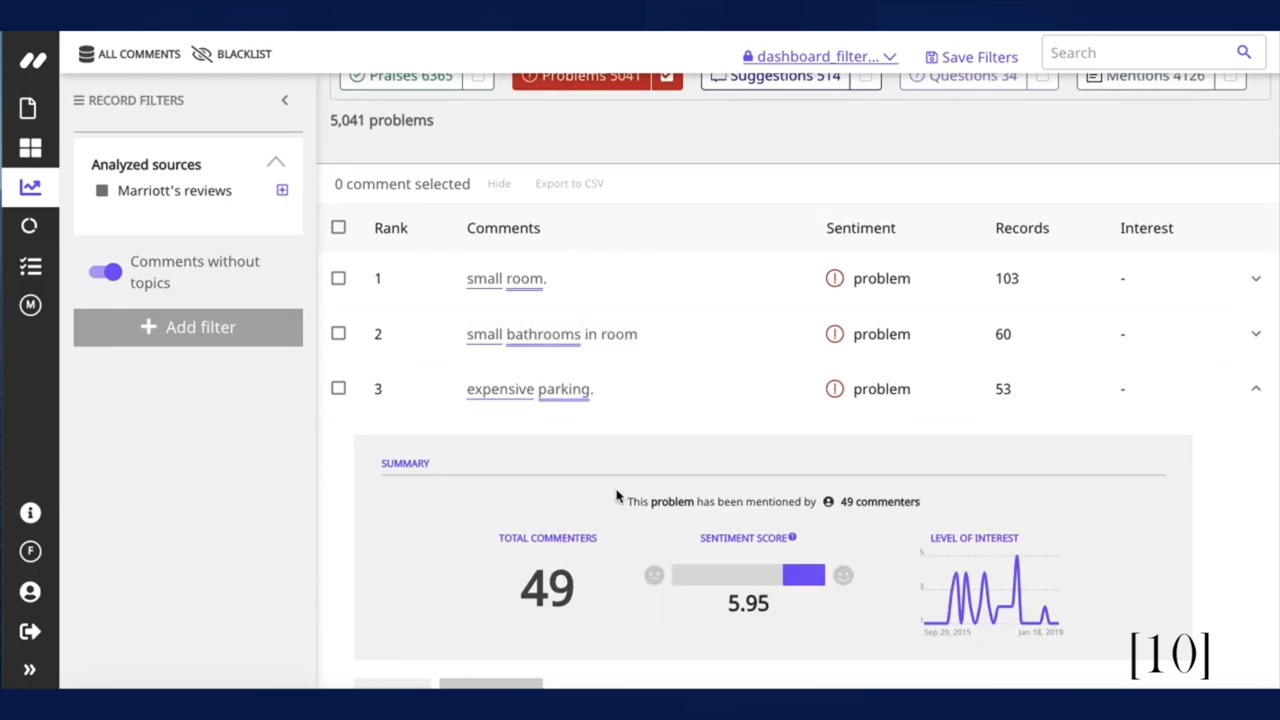 ALL COMMENTS BLACKLIST dashboard_filter... Save Filters Search
Praises 6365 Problems 5041 Suggestions 514 Questions 34 Mentions 4126
RECORD FILTERS
5,041 problems
Analyzed sources
Marriott's reviews
Comments without
topics
Add filter
0 comment selected Hide Export to CSV
Rank Comments Sentiment Records Interest
1 small room. problem 103 -
2 small bathrooms in room problem 60 -
3 expensive parking. problem 53 -
SUMMARY
This problem has been mentioned by 49 commenters
TOTAL COMMENTERS SENTIMENT SCORE LEVEL OF INTEREST
49
5.95
5
3
1
Sep 29, 2015 Jan 18, 2019
M
F
[10]